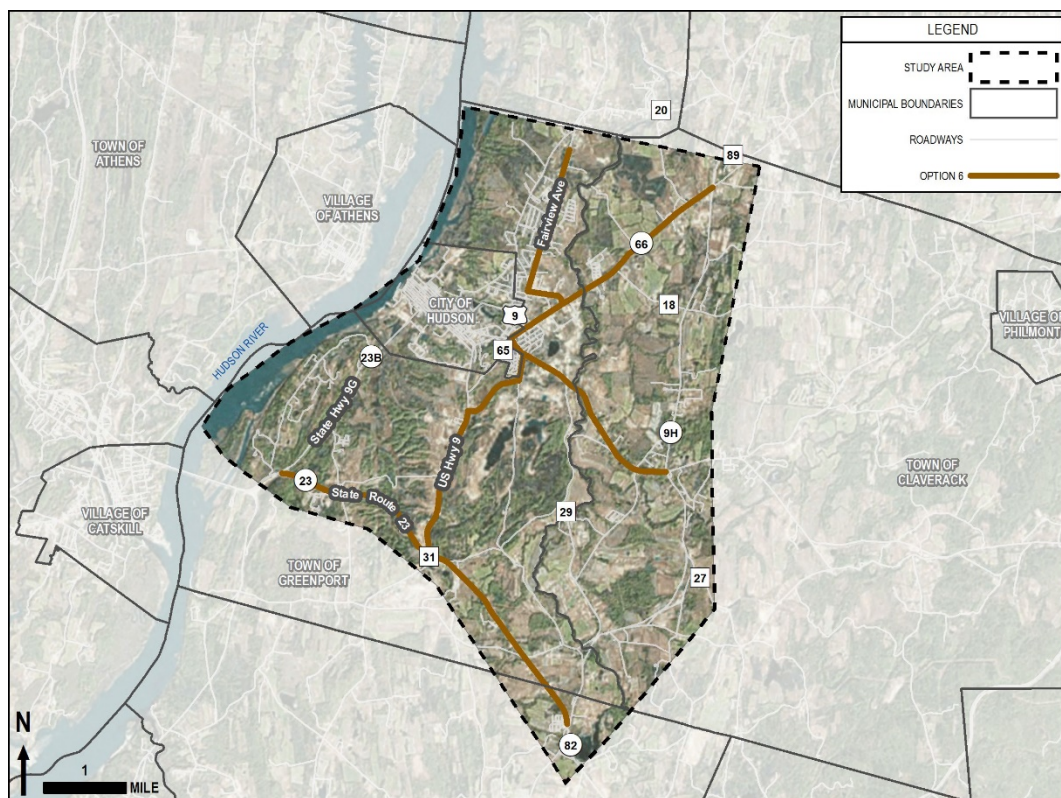 LEGEND
STUDY AREA
MUNICIPAL BOUNDARIES
ROADWAYS
OPTION 6
20
89
TOWN OF
ATHENS
VILLAGE
OF ATHENS
Fairview Ave
66
18
CITY OF
HUDSON
9
65
VILLAGE OF
PHILMONT
HUDSON RIVER
23B
State Hwy 9G
US Hwy 9
9H
23
State Route 23
TOWN OF
CLAVERACK
VILLAGE OF
CATSKILL
29
31
TOWN OF
GREENPORT
27
82
N
1
MILE